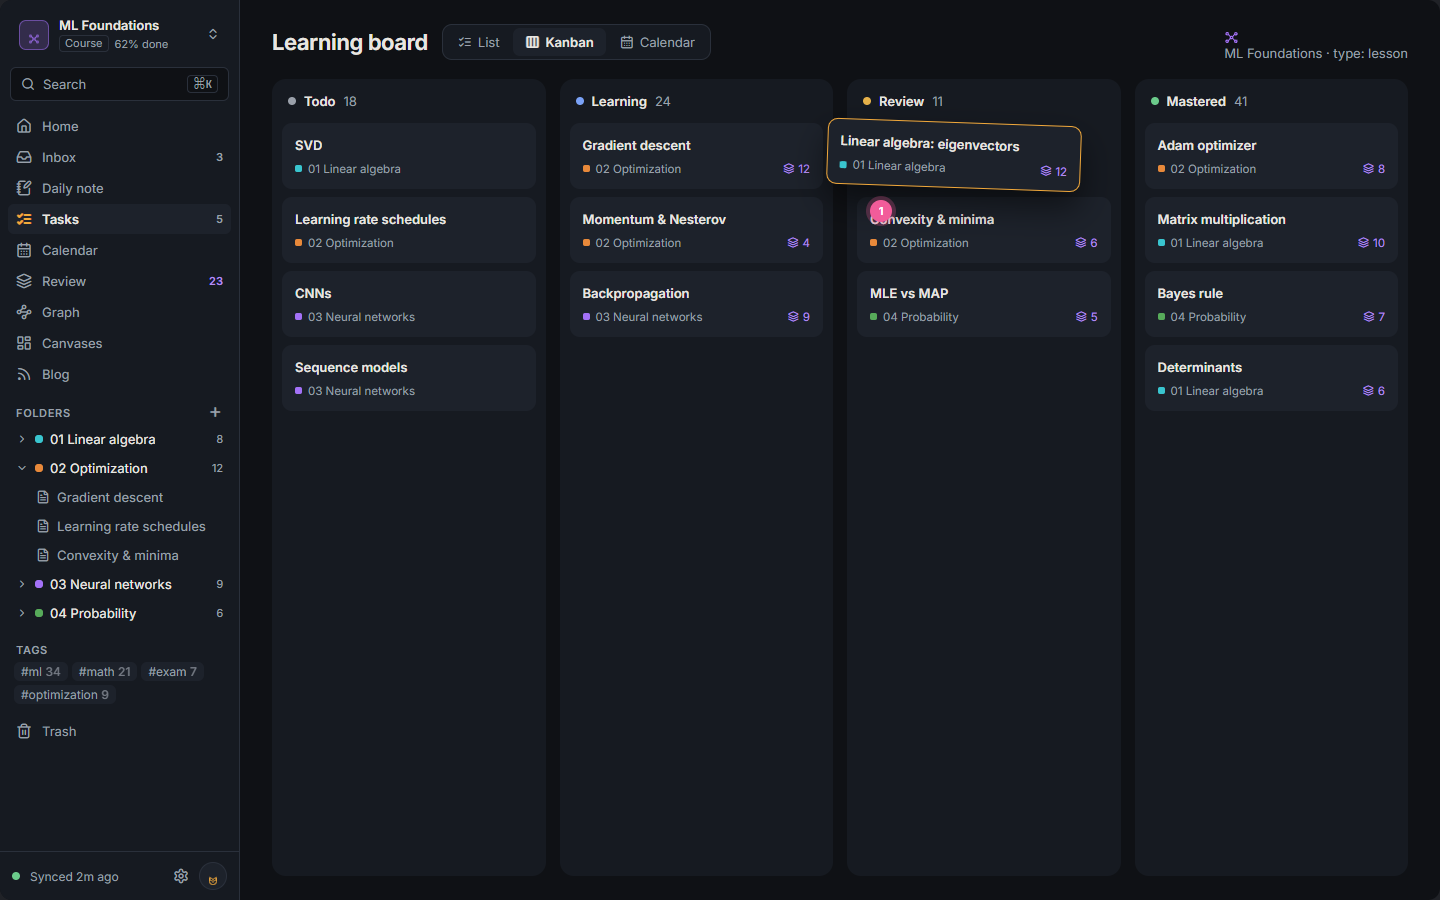 ML Foundations
Course 62% done
Search ⌘K
Home
Inbox 3
Daily note
Tasks 5
Calendar
Review 23
Graph
Canvases
Blog
FOLDERS
01 Linear algebra 8
02 Optimization 12
Gradient descent
Learning rate schedules
Convexity & minima
03 Neural networks 9
04 Probability 6
TAGS
#ml 34 #math 21 #exam 7
#optimization 9
Trash
Synced 2m ago
Learning board
List Kanban Calendar
ML Foundations · type: lesson
Todo 18
SVD
01 Linear algebra
Learning rate schedules
02 Optimization
CNNs
03 Neural networks
Sequence models
03 Neural networks
Learning 24
Gradient descent
02 Optimization 12
Momentum & Nesterov
02 Optimization 4
Backpropagation
03 Neural networks 9
Review 11
Linear algebra: eigenvectors
01 Linear algebra 12
1
Convexity & minima
02 Optimization 6
MLE vs MAP
04 Probability 5
Mastered 41
Adam optimizer
02 Optimization 8
Matrix multiplication
01 Linear algebra 10
Bayes rule
04 Probability 7
Determinants
01 Linear algebra 6